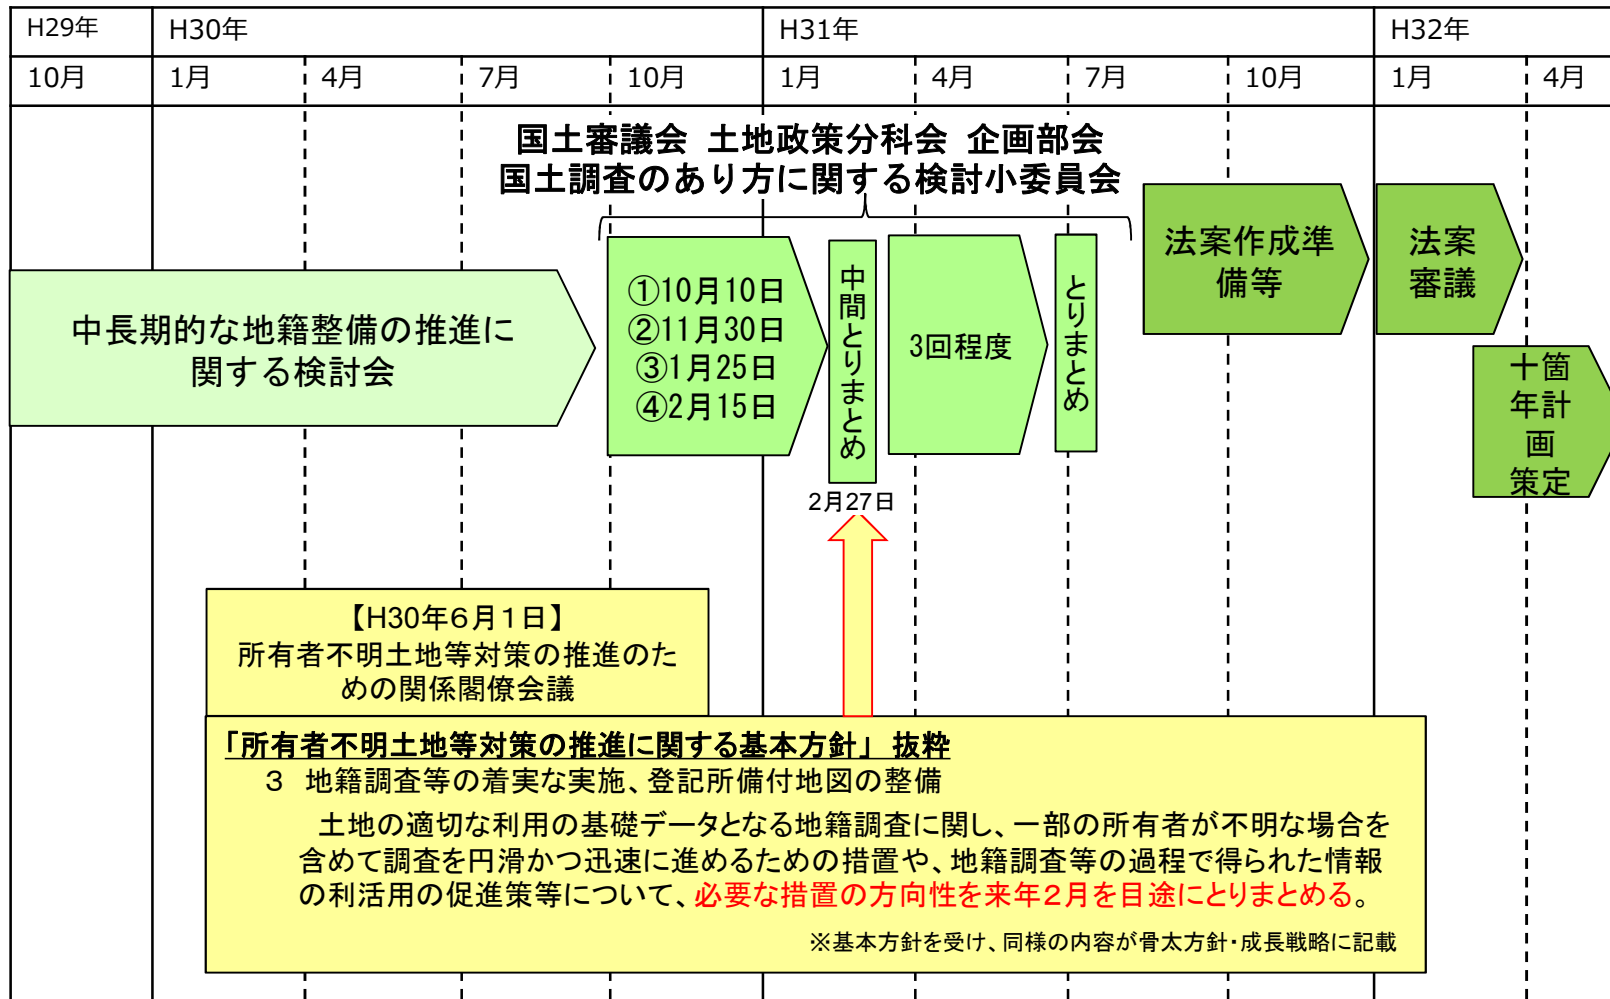 H29年 H30年 H31年 H32年
10月 1月 4月 7月 10月 1月 4月 7月 10月 1月 4月
国土審議会 土地政策分科会 企画部会
国土調査のあり方に関する検討小委員会
中長期的な地籍整備の推進に
関する検討会
①10月10日
②11月30日
③1月25日
④2月15日
中間とりまとめ
2月27日
3回程度
とりまとめ
法案作成準
備等
法案
審議
十箇
年計
画
策定
【H30年6月1日】
所有者不明土地等対策の推進のた
めの関係閣僚会議
「所有者不明土地等対策の推進に関する基本方針」 抜粋
3 地籍調査等の着実な実施、登記所備付地図の整備
土地の適切な利用の基礎データとなる地籍調査に関し、一部の所有者が不明な場合を
含めて調査を円滑かつ迅速に進めるための措置や、地籍調査等の過程で得られた情報
の利活用の促進策等について、必要な措置の方向性を来年2月を目途にとりまとめる。
※基本方針を受け、同様の内容が骨太方針・成長戦略に記載